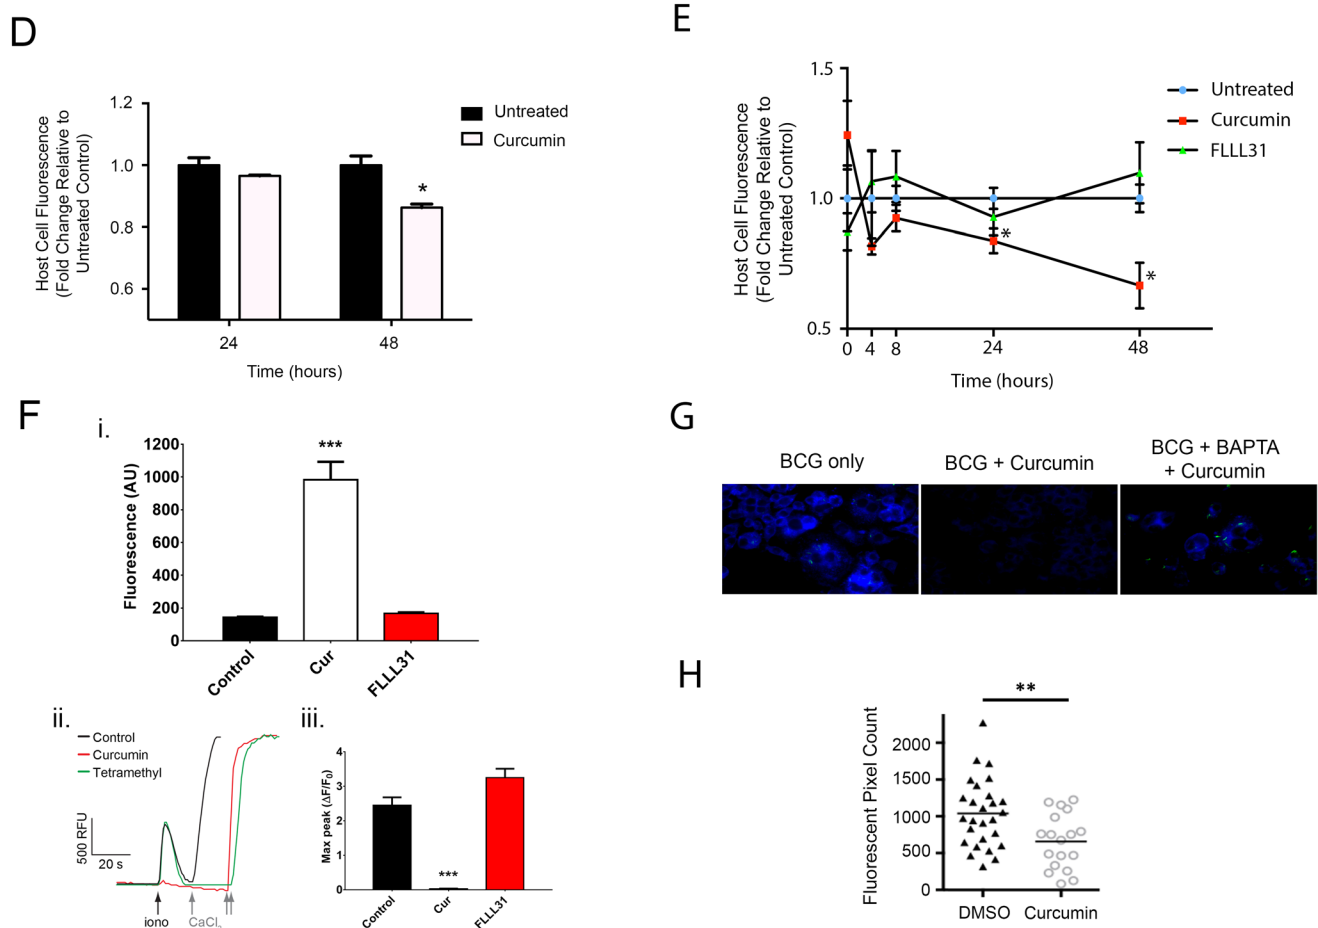 D
Host Cell Fluorescence
(Fold Change Relative to
Untreated Control)
1.2
1.0
0.8
0.6
24
48
Time (hours)
Untreated
Curcumin
*
E
Host Cell Fluorescence
(Fold Change Relative to
Untreated Control)
1.5
1.0
0.5
0 4 8 24 48
Time (hours)
Untreated
Curcumin
FLLL31
*
*
F
i.
Fluorescence (AU)
1200
1000
800
600
400
200
0
***
Control
Cur
FLLL31
ii.
Control
Curcumin
Tetramethyl
500 RFU
20 s
iono
CaCl₂
iii.
Max peak (ΔF/F₀)
4
3
2
1
0
***
Control
Cur
FLLL31
G
BCG only
BCG + Curcumin
BCG + BAPTA
+ Curcumin
H
Fluorescent Pixel Count
2000
1500
1000
500
0
**
DMSO
Curcumin